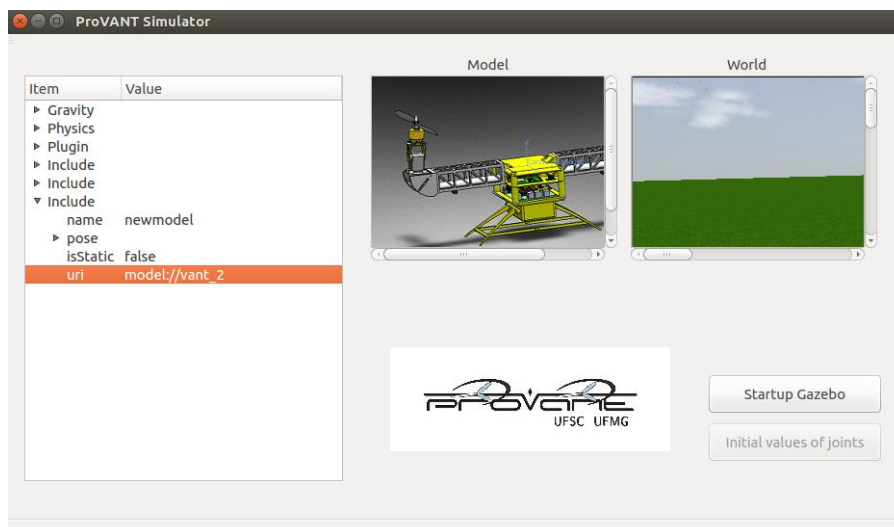 ProVANT Simulator
Item Value
Gravity
Physics
Plugin
Include
Include
Include
name newmodel
pose
isStatic false
uri model://vant_2
Model
World
PROVANT
UFSC UFMG
Startup Gazebo
Initial values of joints